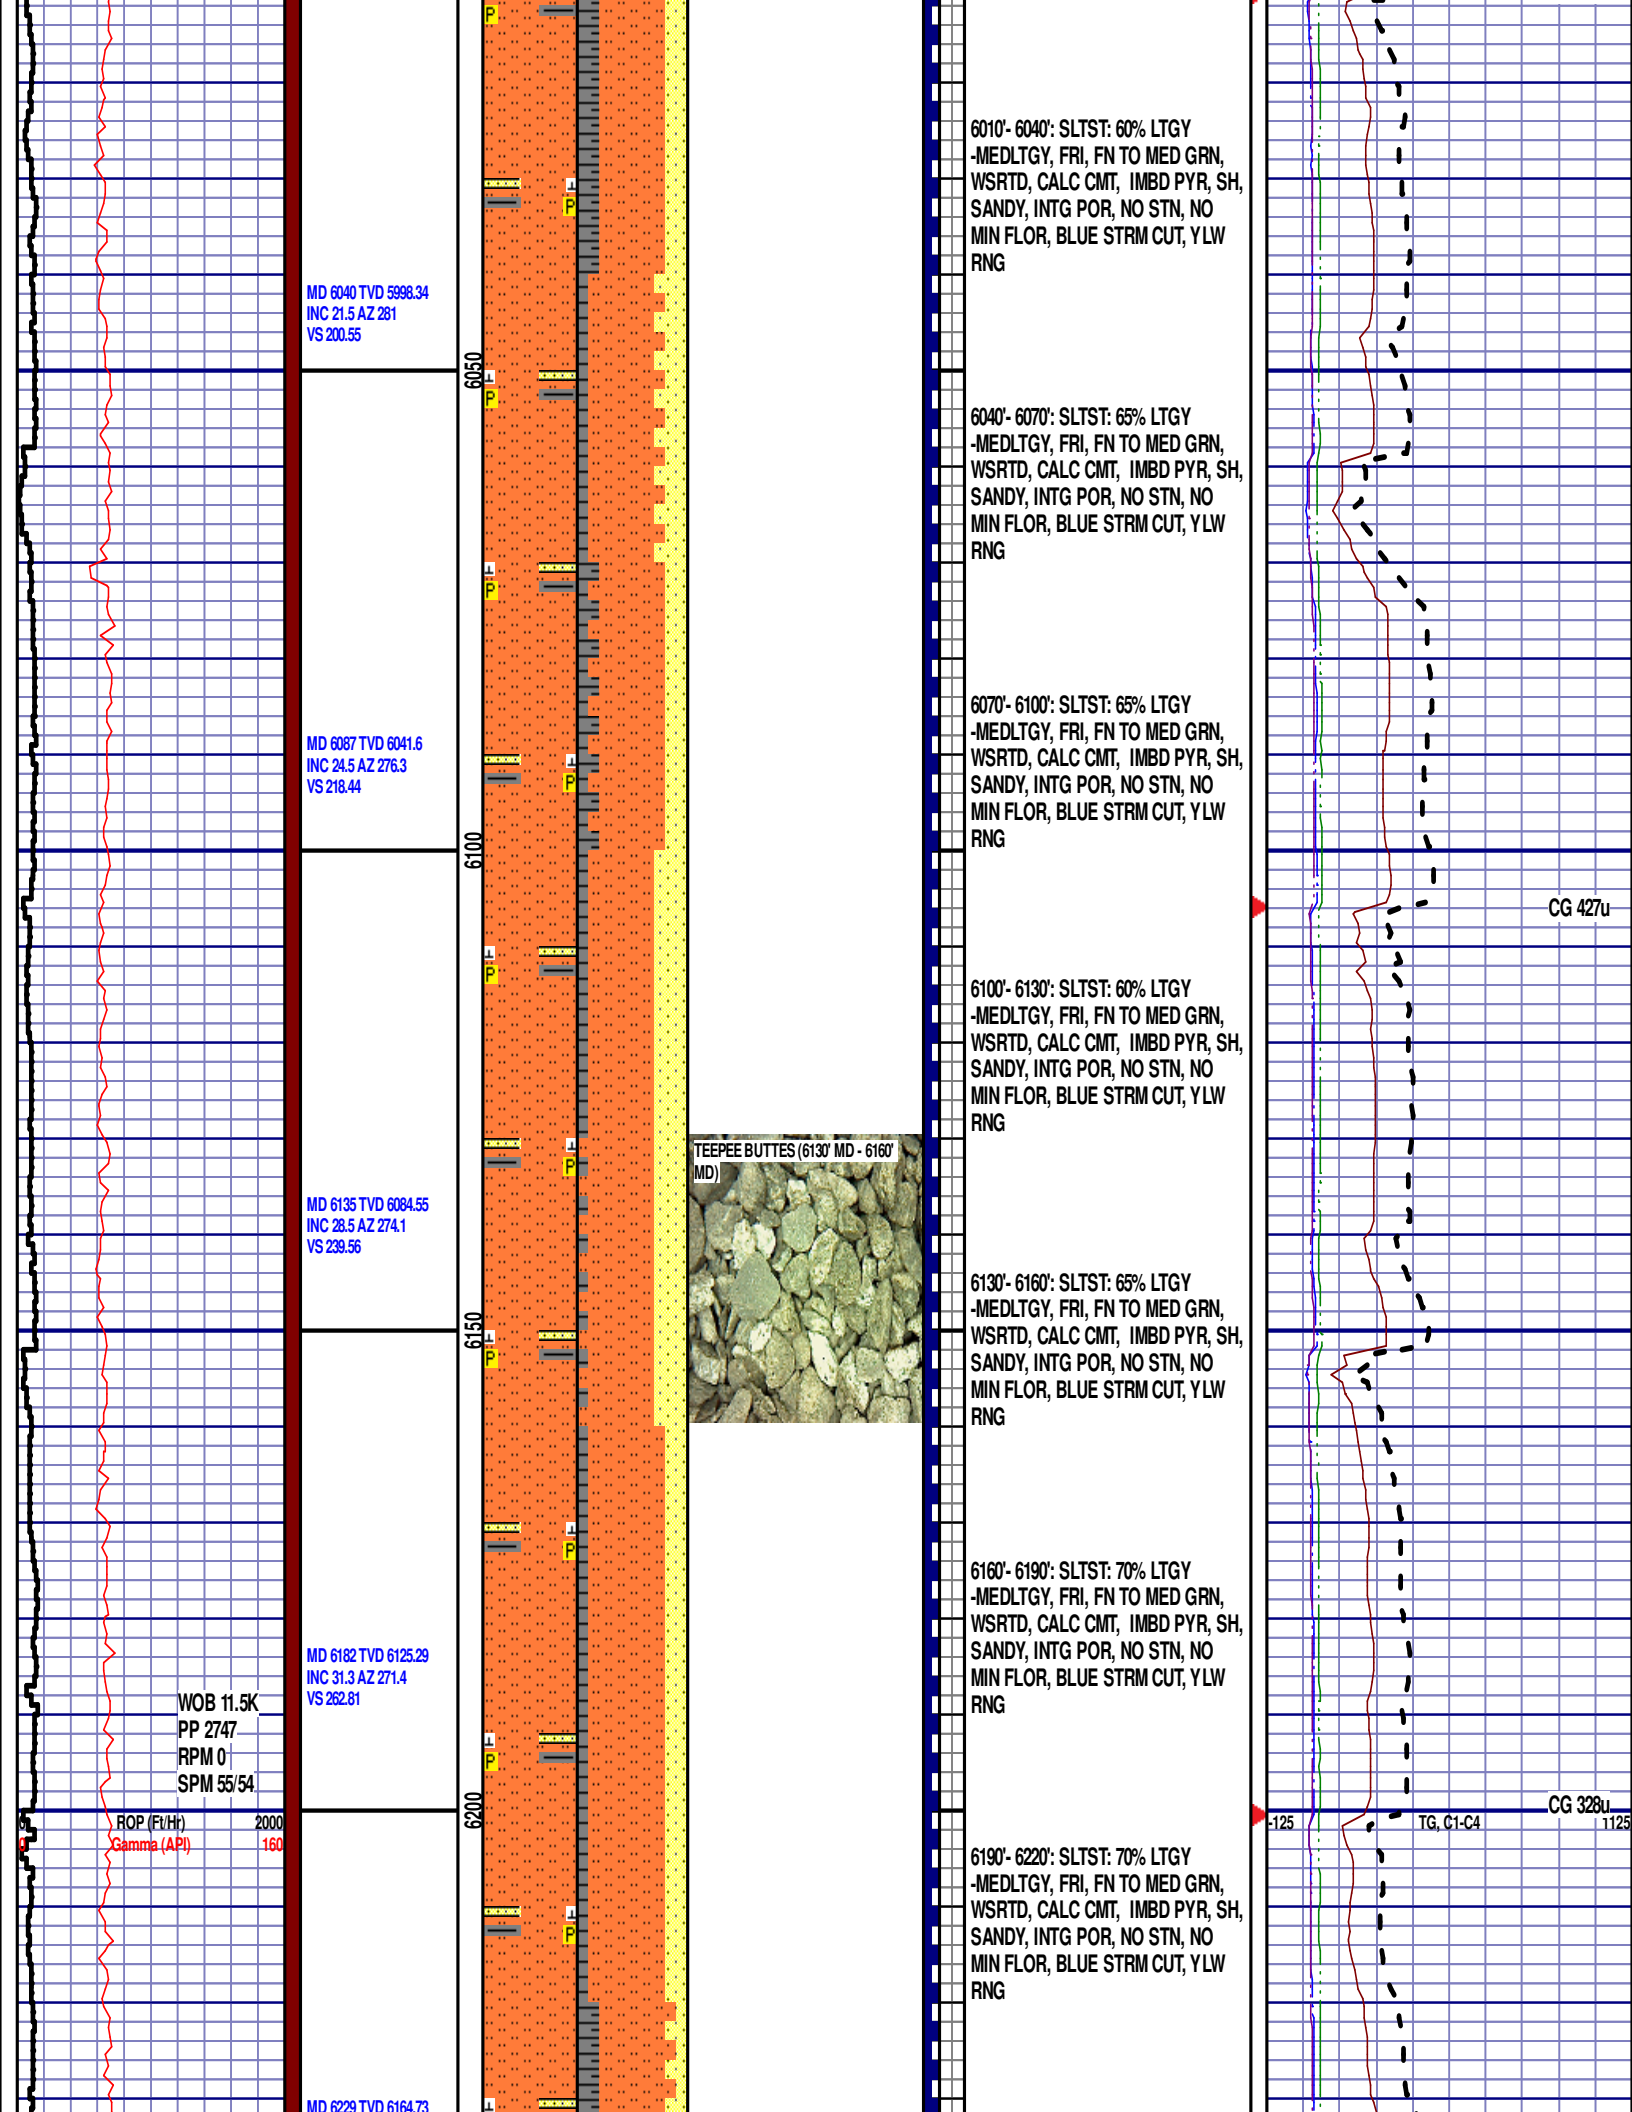 6010'- 6040': SLTST: 60% LTGY
-MEDLTGY, FRI, FN TO MED GRN,
WSRTD, CALC CMT, IMBD PYR, SH,
SANDY, INTG POR, NO STN, NO
MIN FLOR, BLUE STRM CUT, YLW
RNG
MD 6040 TVD 5998.34
INC 21.5 AZ 281
VS 200.55
6050
6040'- 6070': SLTST: 65% LTGY
-MEDLTGY, FRI, FN TO MED GRN,
WSRTD, CALC CMT, IMBD PYR, SH,
SANDY, INTG POR, NO STN, NO
MIN FLOR, BLUE STRM CUT, YLW
RNG
6070'- 6100': SLTST: 65% LTGY
-MEDLTGY, FRI, FN TO MED GRN,
WSRTD, CALC CMT, IMBD PYR, SH,
SANDY, INTG POR, NO STN, NO
MIN FLOR, BLUE STRM CUT, YLW
RNG
MD 6087 TVD 6041.6
INC 24.5 AZ 276.3
VS 218.44
6100
CG 427u
6100'- 6130': SLTST: 60% LTGY
-MEDLTGY, FRI, FN TO MED GRN,
WSRTD, CALC CMT, IMBD PYR, SH,
SANDY, INTG POR, NO STN, NO
MIN FLOR, BLUE STRM CUT, YLW
RNG
TEEPEE BUTTES (6130' MD - 6160'
MD)
MD 6135 TVD 6084.55
INC 28.5 AZ 274.1
VS 239.56
6150
6130'- 6160': SLTST: 65% LTGY
-MEDLTGY, FRI, FN TO MED GRN,
WSRTD, CALC CMT, IMBD PYR, SH,
SANDY, INTG POR, NO STN, NO
MIN FLOR, BLUE STRM CUT, YLW
RNG
6160'- 6190': SLTST: 70% LTGY
-MEDLTGY, FRI, FN TO MED GRN,
WSRTD, CALC CMT, IMBD PYR, SH,
SANDY, INTG POR, NO STN, NO
MIN FLOR, BLUE STRM CUT, YLW
RNG
MD 6182 TVD 6125.29
INC 31.3 AZ 271.4
VS 262.81
WOB 11.5K
PP 2747
RPM 0
SPM 55/54
6200
CG 328u
0 ROP (Ft/Hr) 2000
0 Gamma (API) 160
-125 TG, C1-C4 1125
6190'- 6220': SLTST: 70% LTGY
-MEDLTGY, FRI, FN TO MED GRN,
WSRTD, CALC CMT, IMBD PYR, SH,
SANDY, INTG POR, NO STN, NO
MIN FLOR, BLUE STRM CUT, YLW
RNG
MD 6229 TVD 6164.73
P
P
P
P
P
P
P
P
P
P
P